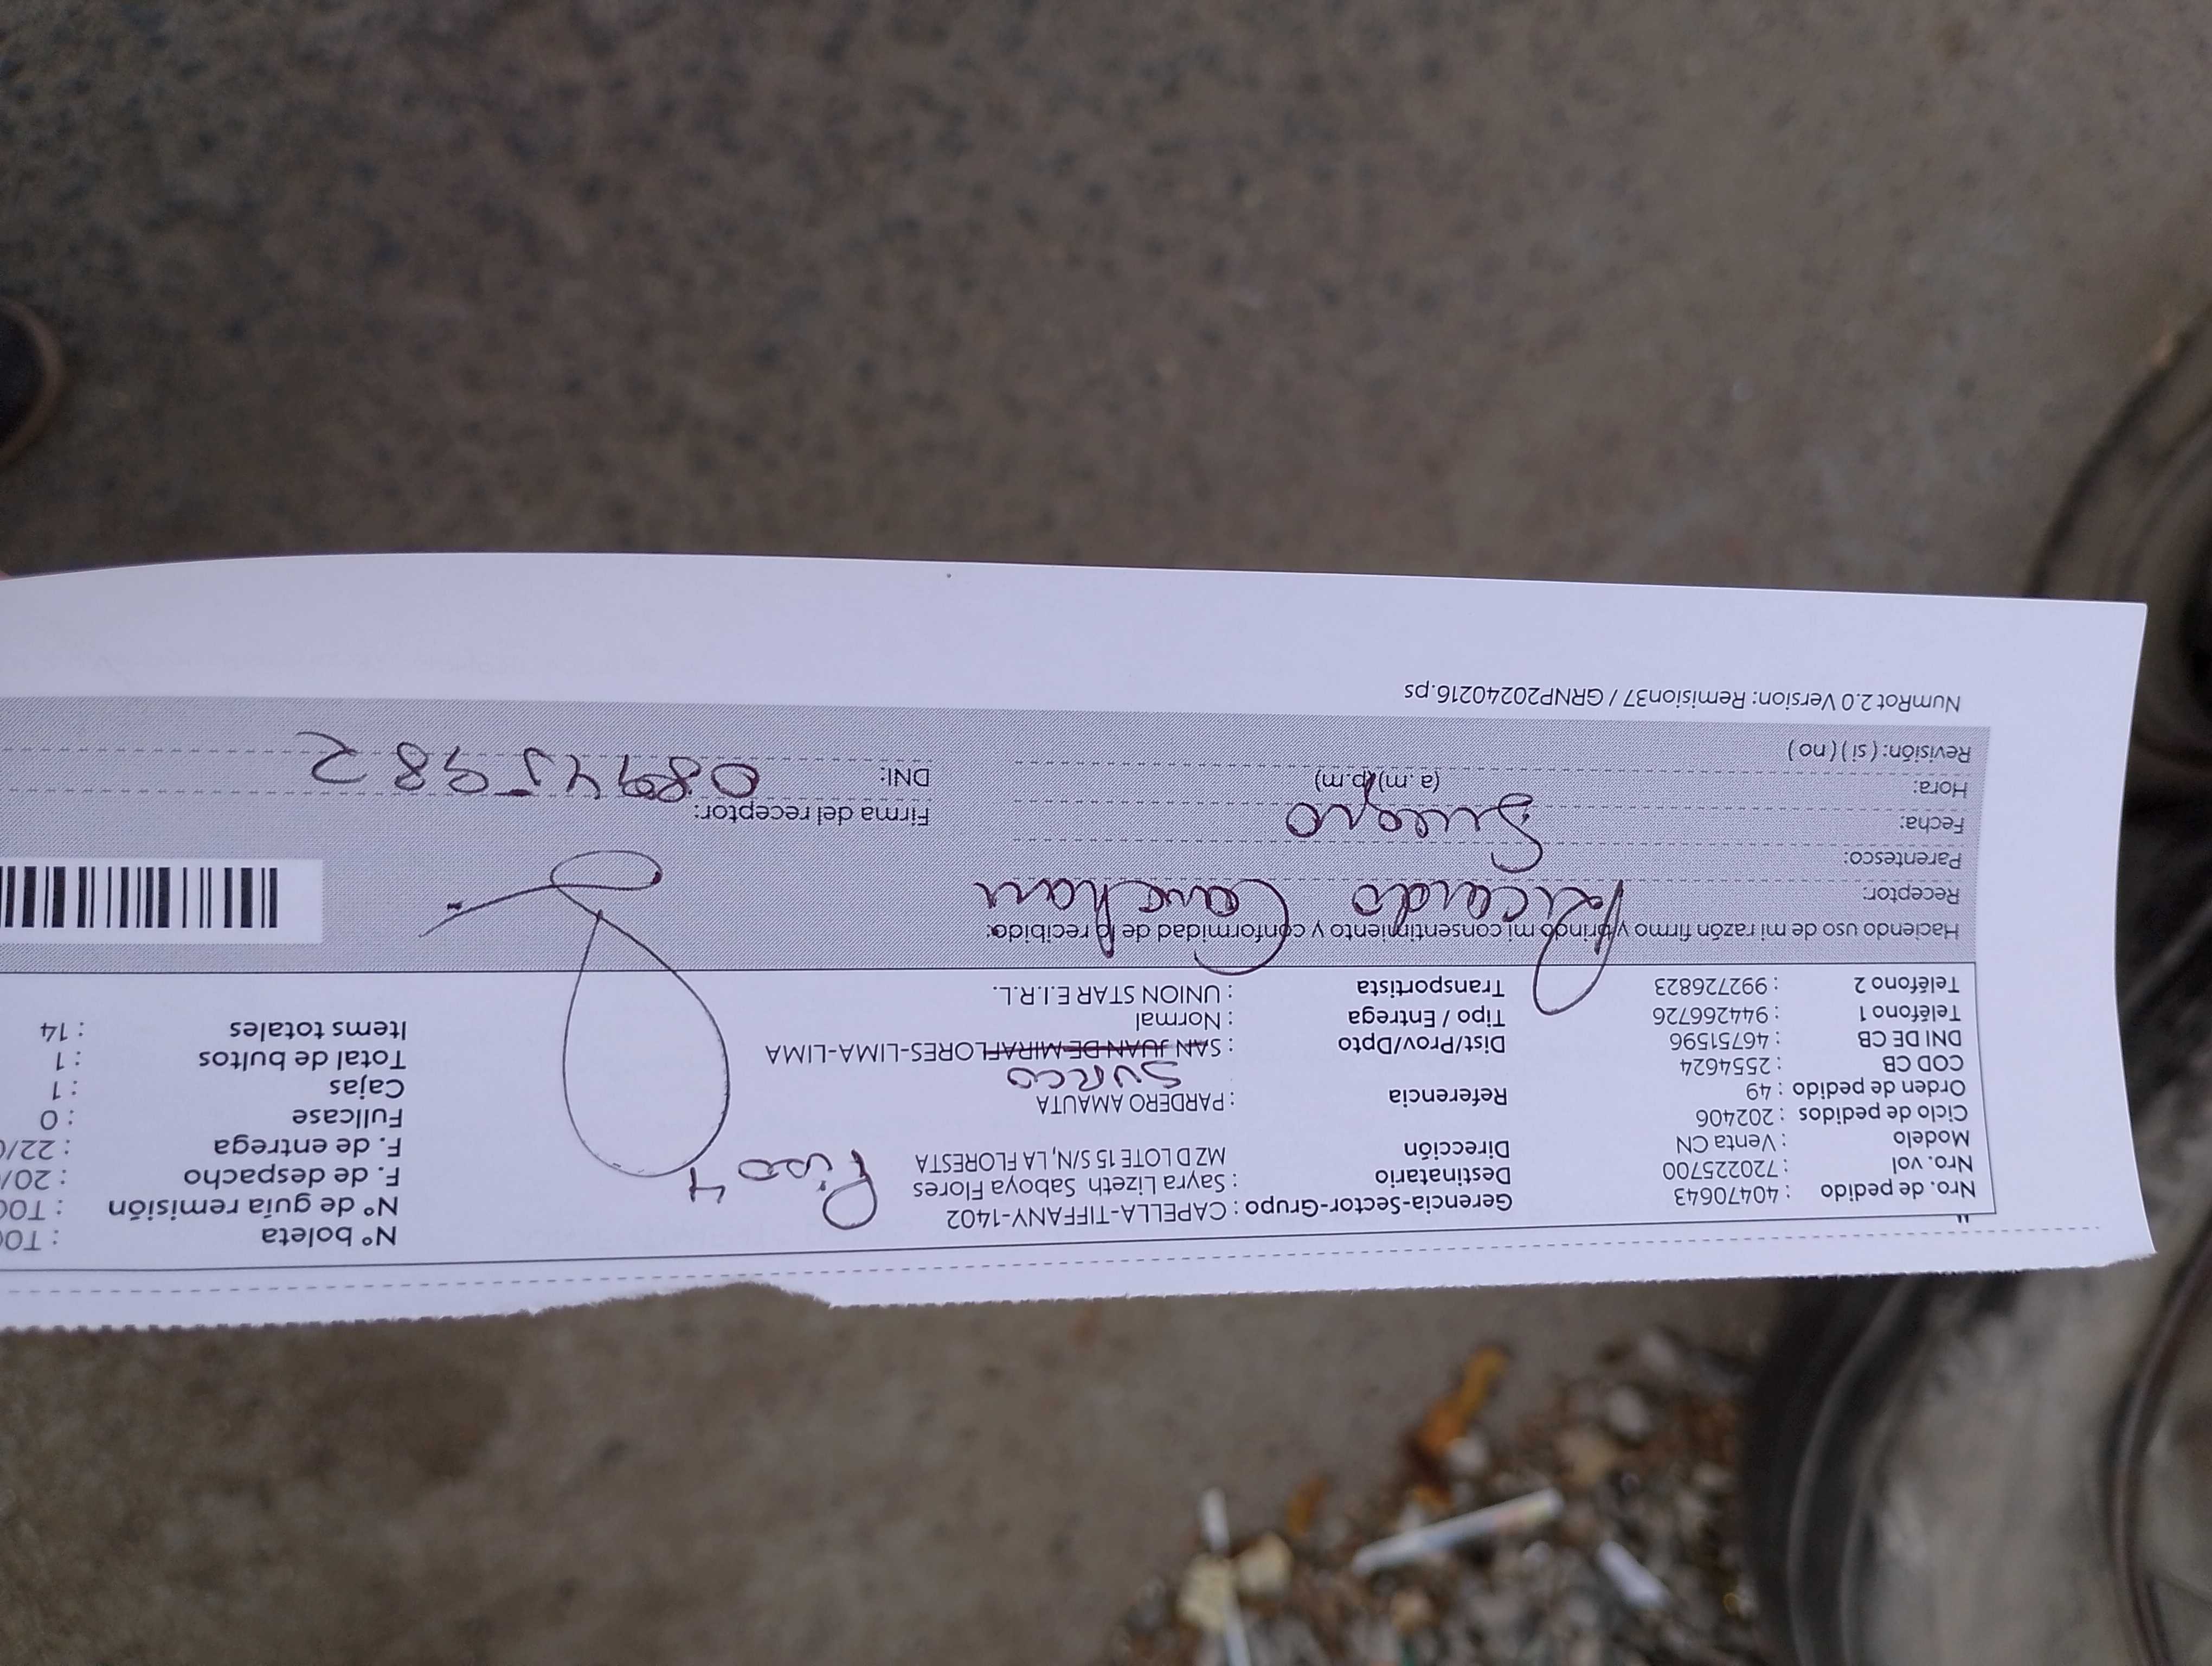 Nro. de pedido : 40470643 Gerencia-Sector-Grupo : CAPELLA-TIFFANY-1402 N° boleta
Nro. vol : 720225700 Destinatario : Sayra Lizeth Saboya Flores Piso 4 N° de guía remisión
Modelo : Venta CN Dirección MZ D LOTE 15 S/N, LA FLORESTA F. de despacho : 20/
Ciclo de pedidos : 202406 F. de entrega : 22/
Orden de pedido : 49 Referencia : PARDERO AMAUTA Fullcase : 0
COD CB : 2554624 SURCO Cajas : 1
DNI DE CB : 46751596 Dist/Prov/Dpto : SAN JUAN DE MIRAFLORES-LIMA-LIMA Total de bultos : 1
Teléfono 1 : 944266726 Tipo / Entrega : Normal Items totales : 14
Teléfono 2 : 992726823 Transportista : UNION STAR E.I.R.L.
Haciendo uso de mi razón firmo y brindo mi consentimiento y conformidad de lo recibido:
Receptor: Ricardo
Parentesco: Suegro
Fecha: Firma del receptor:
Hora: (a.m) (p.m) DNI:
Revisión: ( si ) ( no )
NumRot 2.0 Version: Remision37 / GRNP20240216.ps